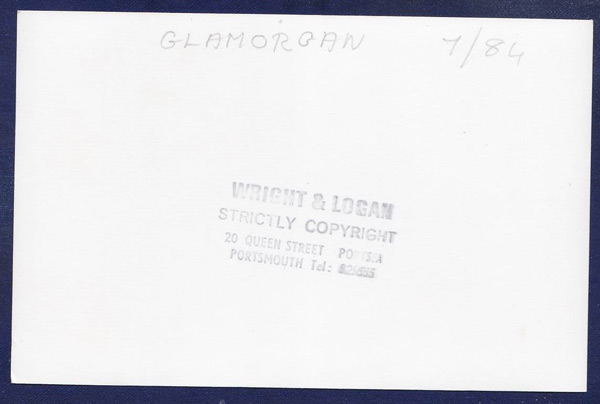 GLAMORGAN 7/84
WRIGHT & LOGAN
STRICTLY COPYRIGHT
20 QUEEN STREET PORTSEA
PORTSMOUTH Tel: